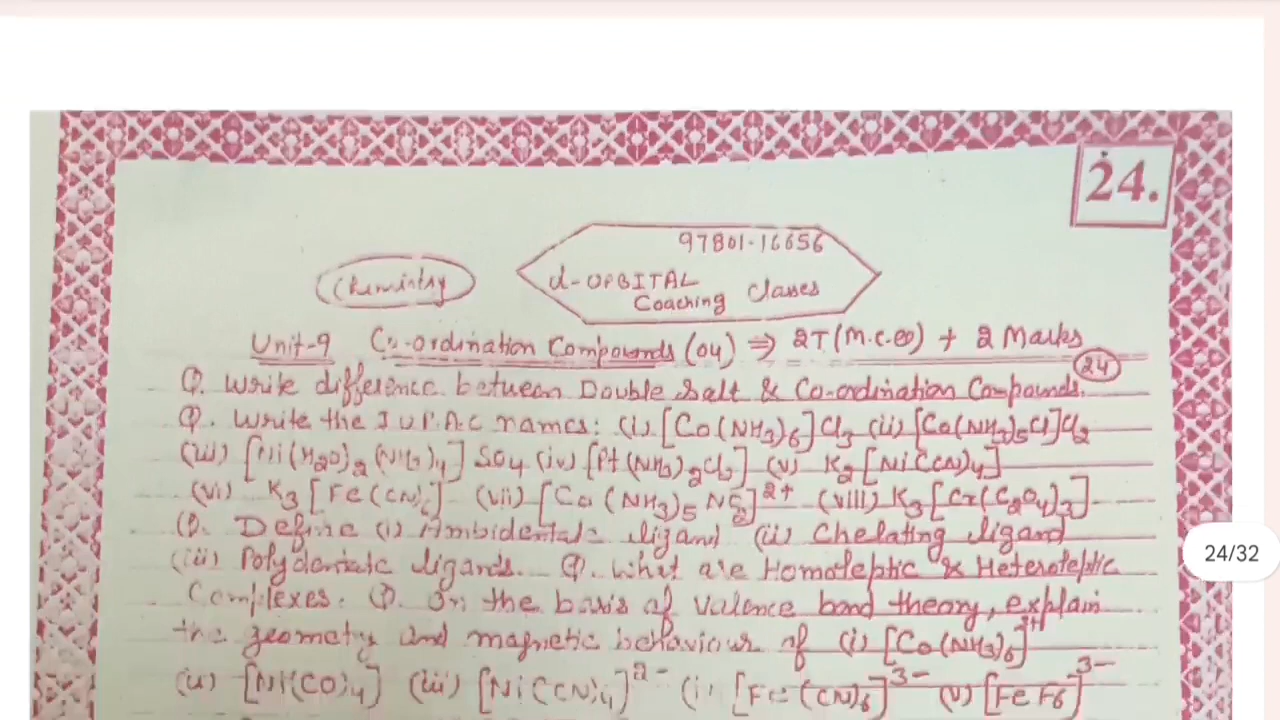 24.
97801-16656
Chemistry
d-ORBITAL
Coaching Classes
Unit-9 Co-ordination Compounds (04) ⇒ 2T (M.C.Q) + 2 Marks
24
Q. Write difference between Double Salt & Co-ordination Compounds.
Q. Write the I.U.P.A.C names: (i) [Co(NH3)6]Cl3 (ii) [Co(NH3)5Cl]Cl2
(iii) [Ni(H2O)2(NH3)4] SO4 (iv) [Pt(NH3)2Cl2] (v) K2[Ni(CN)4]
(vi) K3[Fe(CN)6] (vii) [Co(NH3)5 NO2]2+ (VIII) K3[Cr(C2O4)3]
Q. Define (i) Ambidentate ligand (ii) Chelating ligand
(iii) Polydentate ligands. Q. What are Homoleptic & Heteroleptic
Complexes. Q. On the basis of valence bond theory, explain
the geometry and magnetic behaviour of (i) [Co(NH3)6]3+
(ii) [Ni(CO)4] (iii) [Ni(CN)4]2- (i) [Fe(CN)6]3- (v) [FeF6]3-
24/32